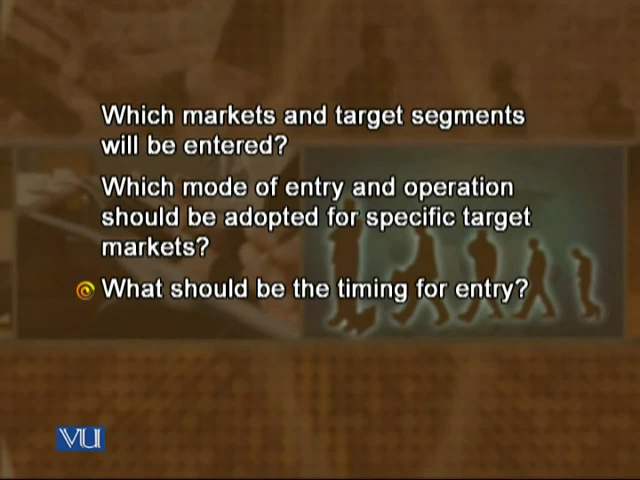 Which markets and target segments
will be entered?
Which mode of entry and operation
should be adopted for specific target
markets?
What should be the timing for entry?
VU